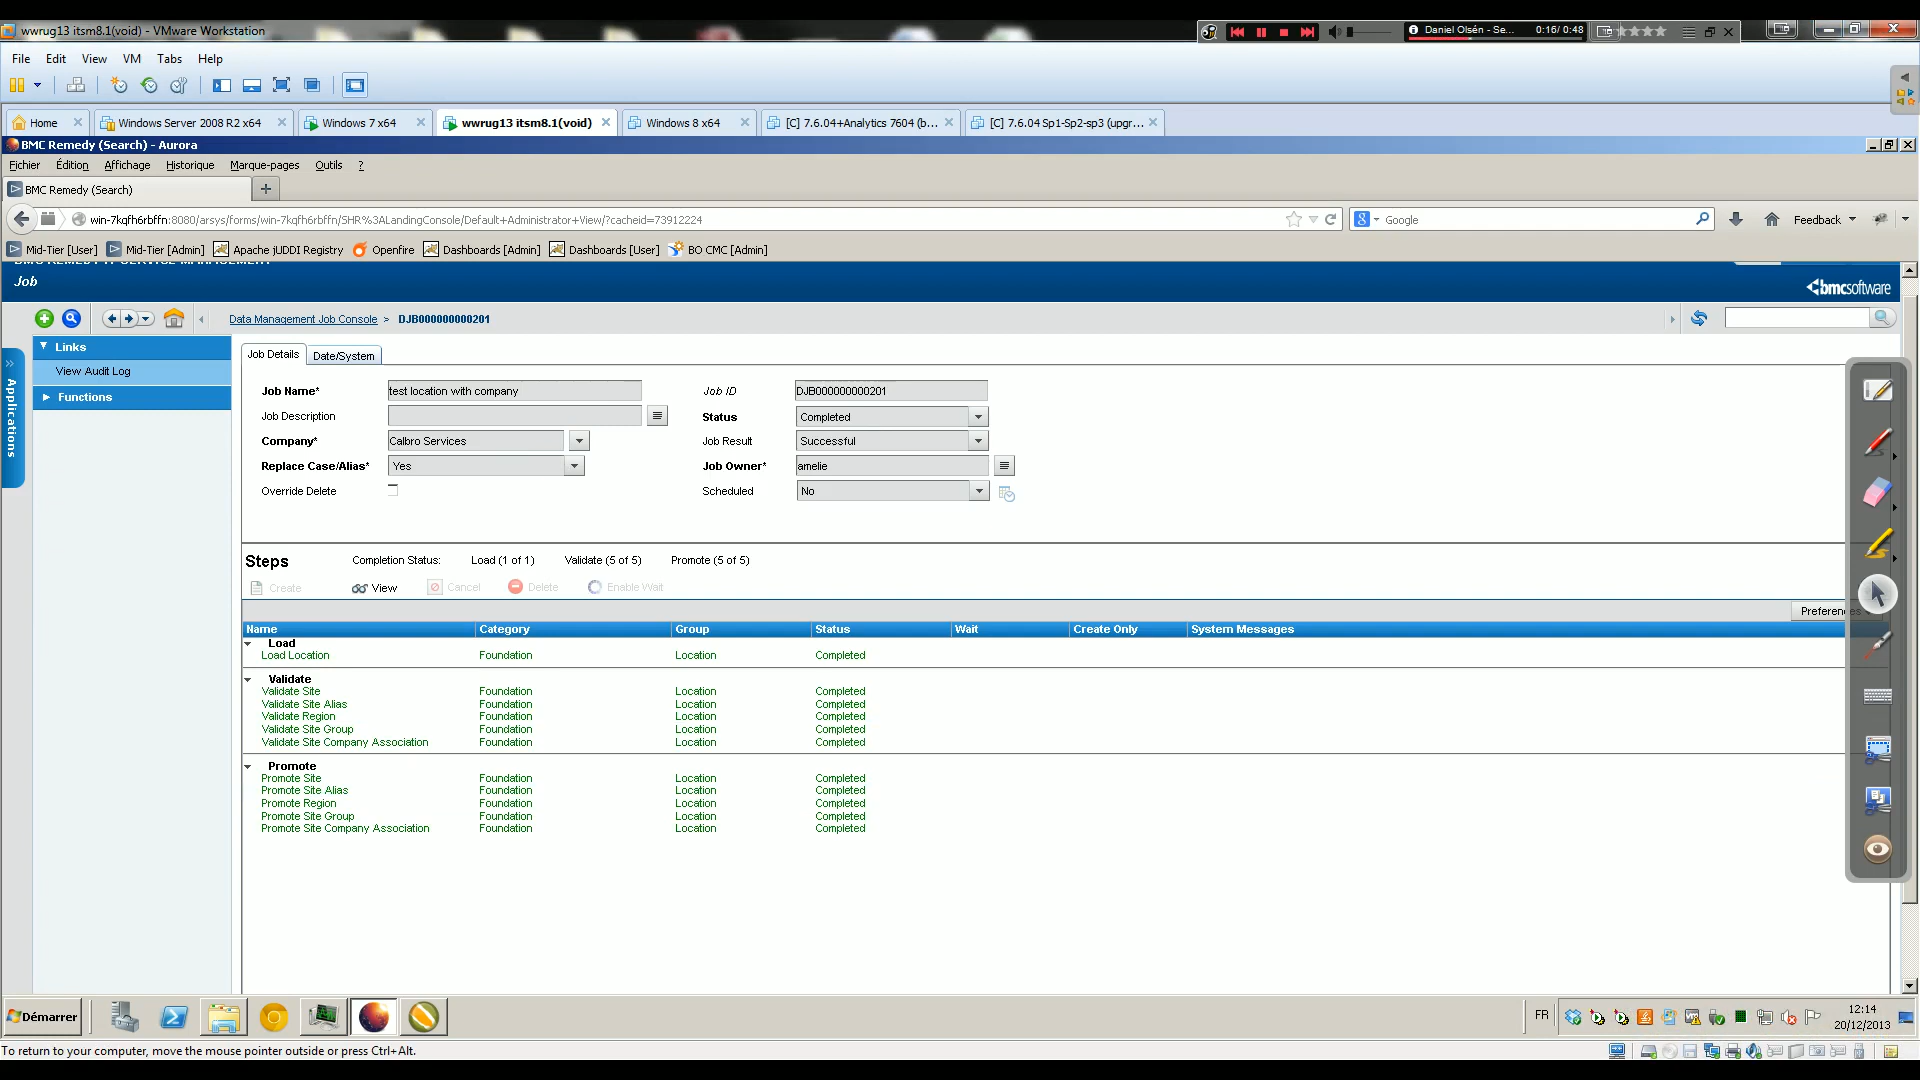 wwrug13 itsm8.1(void) - VMware Workstation
Daniel Olsén - Se... 0:16/ 0:48
File Edit View VM Tabs Help
Home Windows Server 2008 R2 x64 Windows 7 x64 wwrug13 itsm8.1(void) Windows 8 x64 [C] 7.6.04+Analytics 7604 (b... [C] 7.6.04 Sp1-Sp2-sp3 (upgr...
BMC Remedy (Search) - Aurora
Fichier Édition Affichage Historique Marque-pages Outils ?
BMC Remedy (Search)
win-7kqfh6rbffn:8080/arsys/forms/win-7kqfh6rbffn/SHR%3ALandingConsole/Default+Administrator+View/?cacheid=73912224 Google Feedback
Mid-Tier [User] Mid-Tier [Admin] Apache jUDDI Registry Openfire Dashboards [Admin] Dashboards [User] BO CMC [Admin]
BMC REMEDY IT SERVICE MANAGEMENT
Job bmcsoftware
Data Management Job Console > DJB000000000201
Links
View Audit Log
Functions
Applications
Job Details Date/System
Job Name* test location with company Job ID DJB000000000201
Job Description Status Completed
Company* Calbro Services Job Result Successful
Replace Case/Alias* Yes Job Owner* amelie
Override Delete Scheduled No
Steps Completion Status: Load (1 of 1) Validate (5 of 5) Promote (5 of 5)
Create View Cancel Delete Enable Wait
Preferences
Name Category Group Status Wait Create Only System Messages
Load
Load Location Foundation Location Completed
Validate
Validate Site Foundation Location Completed
Validate Site Alias Foundation Location Completed
Validate Region Foundation Location Completed
Validate Site Group Foundation Location Completed
Validate Site Company Association Foundation Location Completed
Promote
Promote Site Foundation Location Completed
Promote Site Alias Foundation Location Completed
Promote Region Foundation Location Completed
Promote Site Group Foundation Location Completed
Promote Site Company Association Foundation Location Completed
Démarrer FR 12:14
20/12/2013
To return to your computer, move the mouse pointer outside or press Ctrl+Alt.